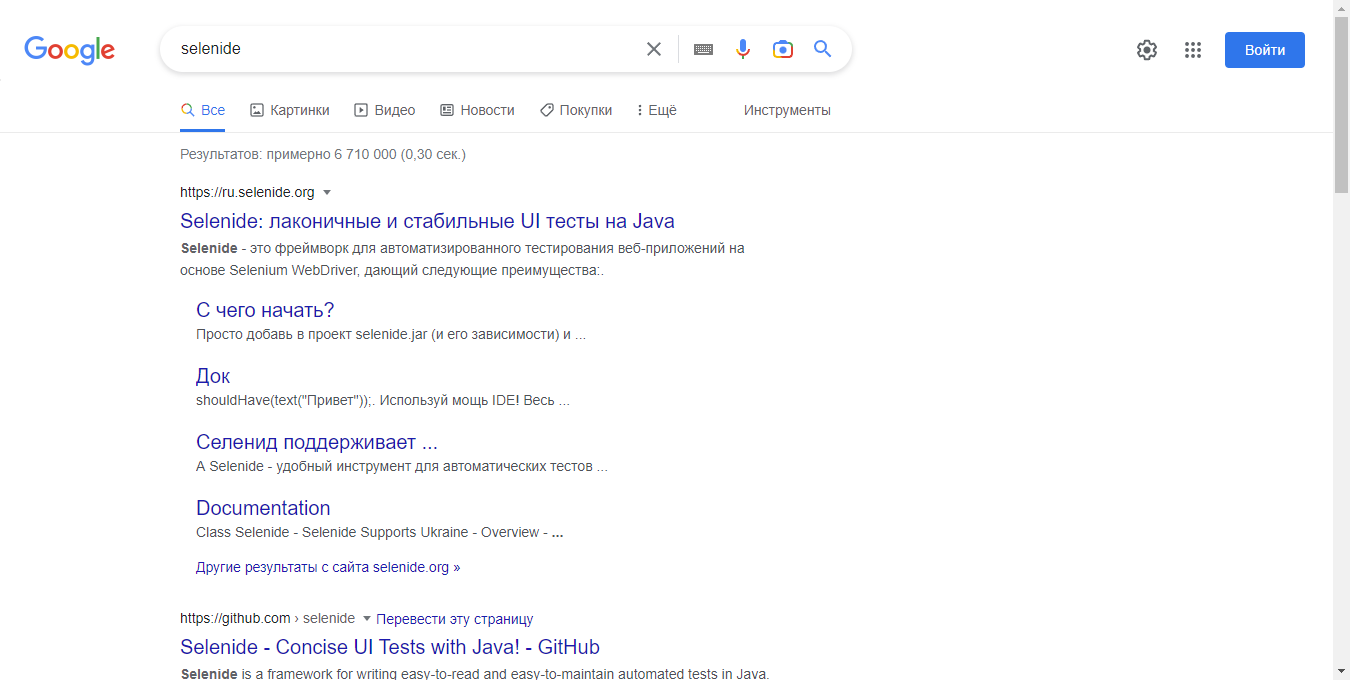 Google
selenide
Войти
Все Картинки Видео Новости Покупки Ещё Инструменты
Результатов: примерно 6 710 000 (0,30 сек.)
https://ru.selenide.org
Selenide: лаконичные и стабильные UI тесты на Java
Selenide - это фреймворк для автоматизированного тестирования веб-приложений на
основе Selenium WebDriver, дающий следующие преимущества:.
С чего начать?
Просто добавь в проект selenide.jar (и его зависимости) и ...
Док
shouldHave(text("Привет"));. Используй мощь IDE! Весь ...
Селенид поддерживает ...
А Selenide - удобный инструмент для автоматических тестов ...
Documentation
Class Selenide - Selenide Supports Ukraine - Overview - ...
Другие результаты с сайта selenide.org »
https://github.com › selenide Перевести эту страницу
Selenide - Concise UI Tests with Java! - GitHub
Selenide is a framework for writing easy-to-read and easy-to-maintain automated tests in Java.